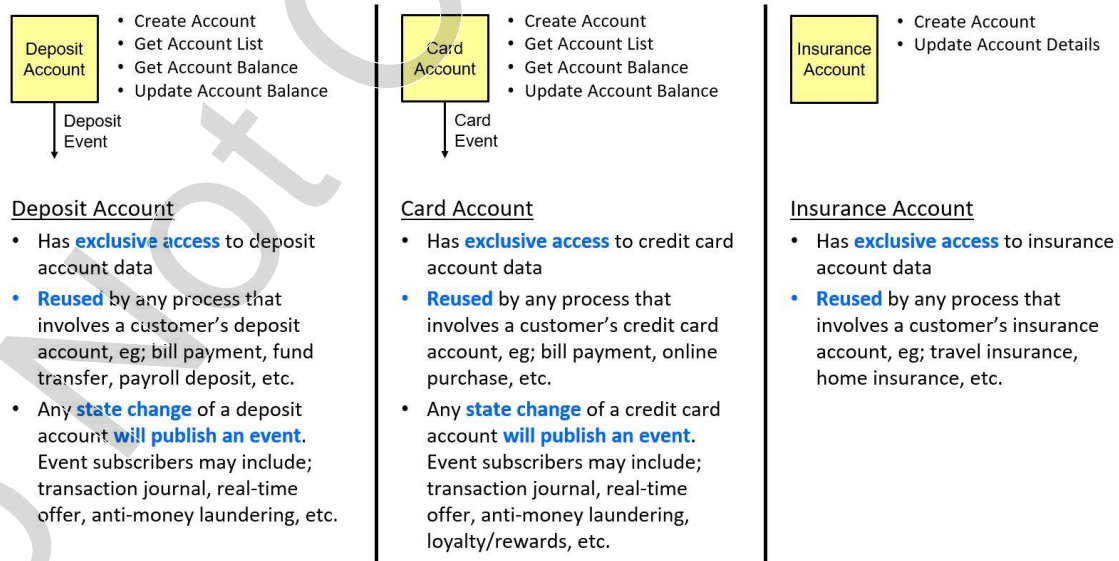 Deposit
Account
• Create Account
• Get Account List
• Get Account Balance
• Update Account Balance
Deposit
Event
Deposit Account
• Has exclusive access to deposit
account data
• Reused by any process that
involves a customer's deposit
account, eg; bill payment, fund
transfer, payroll deposit, etc.
• Any state change of a deposit
account will publish an event.
Event subscribers may include;
transaction journal, real-time
offer, anti-money laundering, etc.
Card
Account
• Create Account
• Get Account List
• Get Account Balance
• Update Account Balance
Card
Event
Card Account
• Has exclusive access to credit card
account data
• Reused by any process that
involves a customer's credit card
account, eg; bill payment, online
purchase, etc.
• Any state change of a credit card
account will publish an event.
Event subscribers may include;
transaction journal, real-time
offer, anti-money laundering,
loyalty/rewards, etc.
Insurance
Account
• Create Account
• Update Account Details
Insurance Account
• Has exclusive access to insurance
account data
• Reused by any process that
involves a customer's insurance
account, eg; travel insurance,
home insurance, etc.
Not